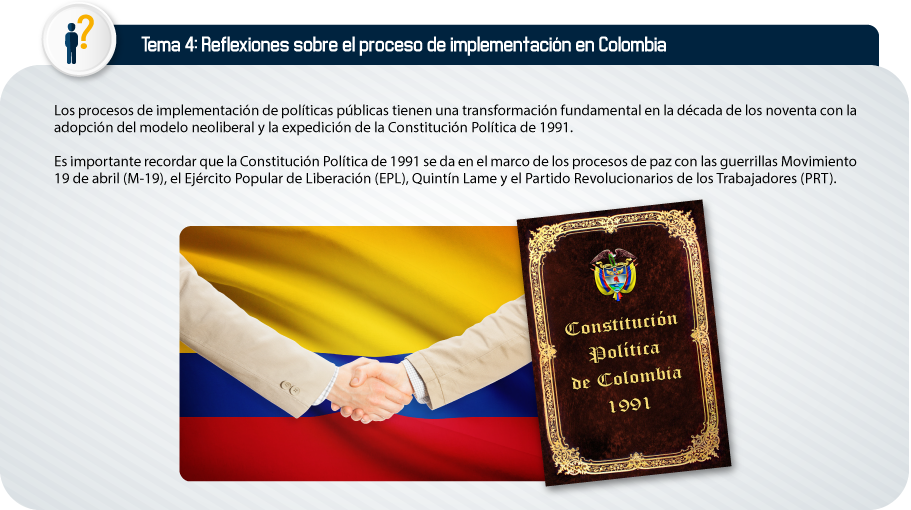 Tema 4: Reflexiones sobre el proceso de implementación en Colombia
Los procesos de implementación de políticas públicas tienen una transformación fundamental en la década de los noventa con la
adopción del modelo neoliberal y la expedición de la Constitución Política de 1991.
Es importante recordar que la Constitución Política de 1991 se da en el marco de los procesos de paz con las guerrillas Movimiento
19 de abril (M-19), el Ejército Popular de Liberación (EPL), Quintín Lame y el Partido Revolucionarios de los Trabajadores (PRT).
Constitución
Política
de Colombia
1991